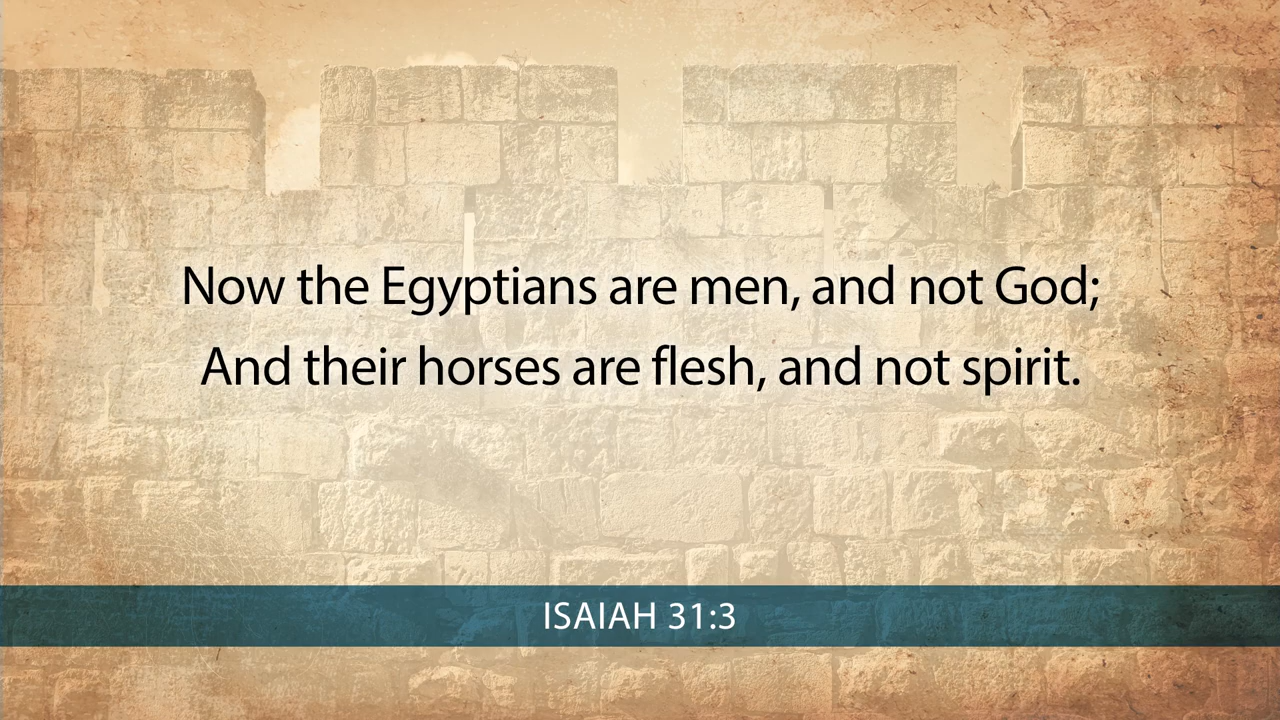 Now the Egyptians are men, and not God;
And their horses are flesh, and not spirit.
ISAIAH 31:3